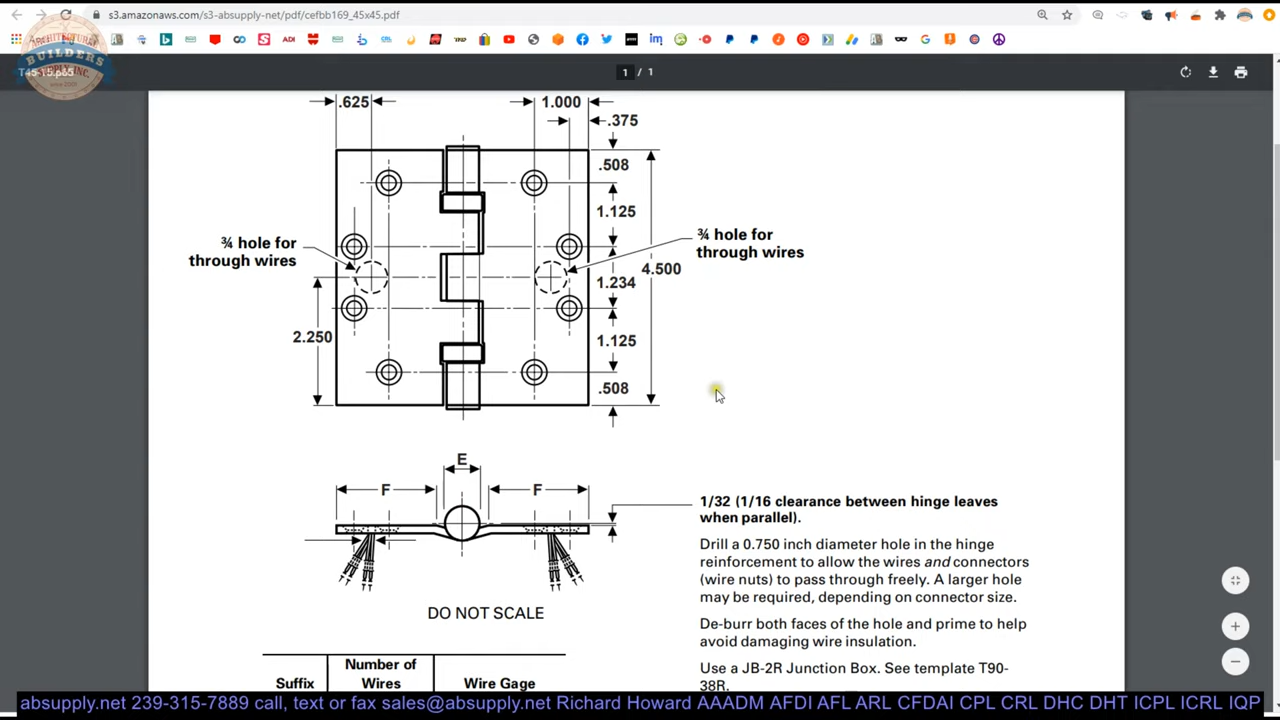 s3.amazonaws.com/s3-absupply-net/pdf/cefbb169_45x45.pdf
ARCHITECTURAL
BUILDERS
SUPPLY INC.
T45-15.p65
1 / 1
.625
1.000
.375
.508
1.125
¾ hole for
through wires
¾ hole for
through wires
4.500
1.234
2.250
1.125
.508
E
F
F
1/32 (1/16 clearance between hinge leaves
when parallel).
Drill a 0.750 inch diameter hole in the hinge
reinforcement to allow the wires and connectors
(wire nuts) to pass through freely. A larger hole
may be required, depending on connector size.
DO NOT SCALE
De-burr both faces of the hole and prime to help
avoid damaging wire insulation.
Use a JB-2R Junction Box. See template T90-
38R.
Suffix
Number of
Wires
Wire Gage
absupply.net 239-315-7889 call, text or fax sales@absupply.net Richard Howard AAADM AFDI AFL ARL CFDAI CPL CRL DHC DHT ICPL ICRL IQP